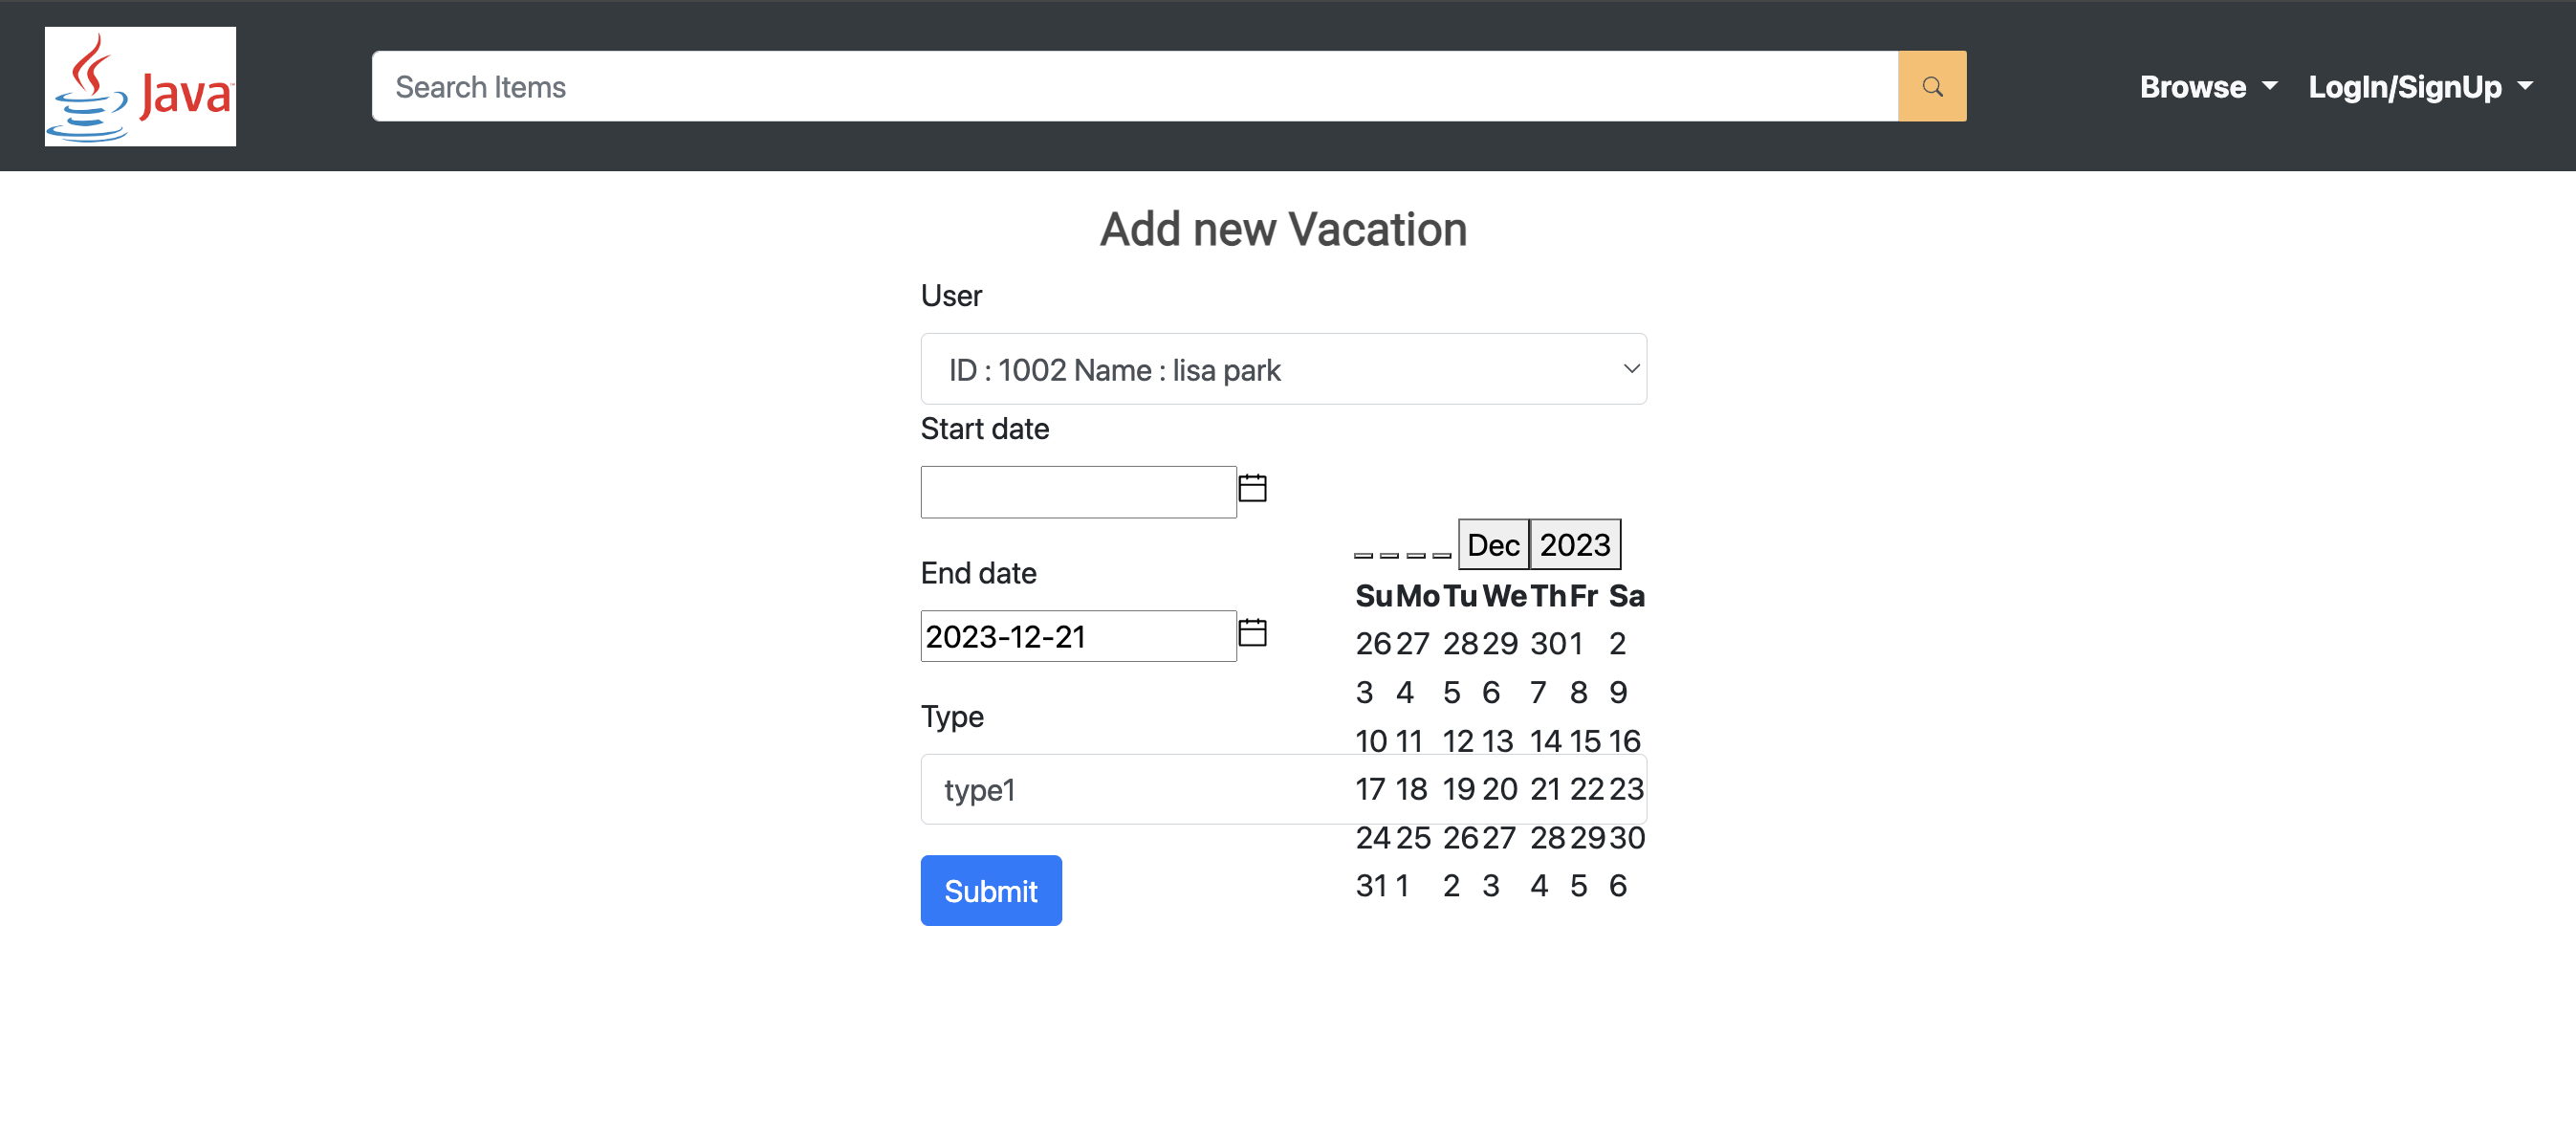 Java
Search Items
Browse
LogIn/SignUp
Add new Vacation
User
ID : 1002 Name : lisa park
Start date
End date
2023-12-21
Type
type1
Submit
Dec 2023
Su Mo Tu We Th Fr Sa
26 27 28 29 30 1 2
3 4 5 6 7 8 9
10 11 12 13 14 15 16
17 18 19 20 21 22 23
24 25 26 27 28 29 30
31 1 2 3 4 5 6